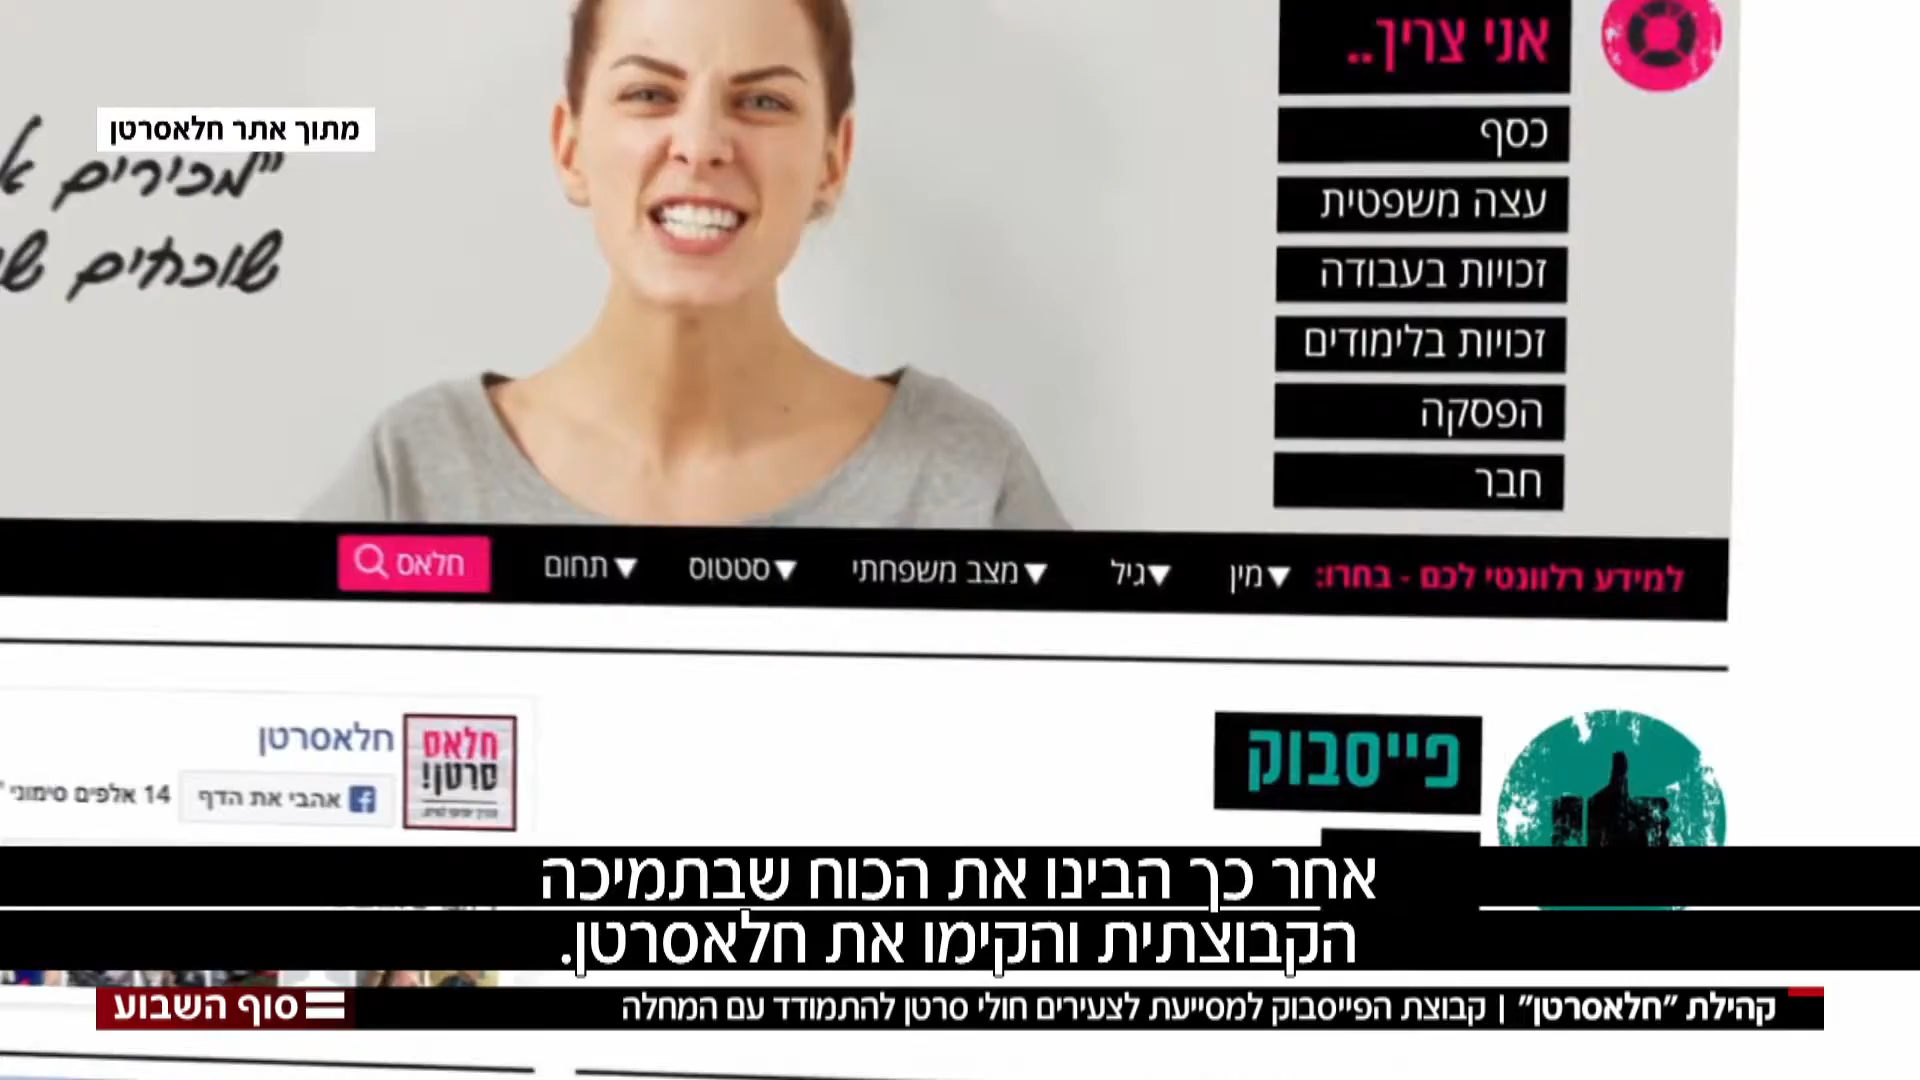 אני צריך..
מתוך אתר חלאסרטן
"מכירים
שוכחים
כסף
עצה משפטית
זכויות בעבודה
זכויות בלימודים
הפסקה
חבר
למידע רלוונטי לכם - בחרו: מין גיל מצב משפחתי סטטוס תחום חלאס
פייסבוק
חלאסרטן
חלאס
סרטן!
אהבי את הדף
14 אלפים סימוני
אחר כך הבינו את הכוח שבתמיכה
הקבוצתית והקימו את חלאסרטן.
קהילת "חלאסרטן" | קבוצת הפייסבוק למסייעת לצעירים חולי סרטן להתמודד עם המחלה
סוף השבוע